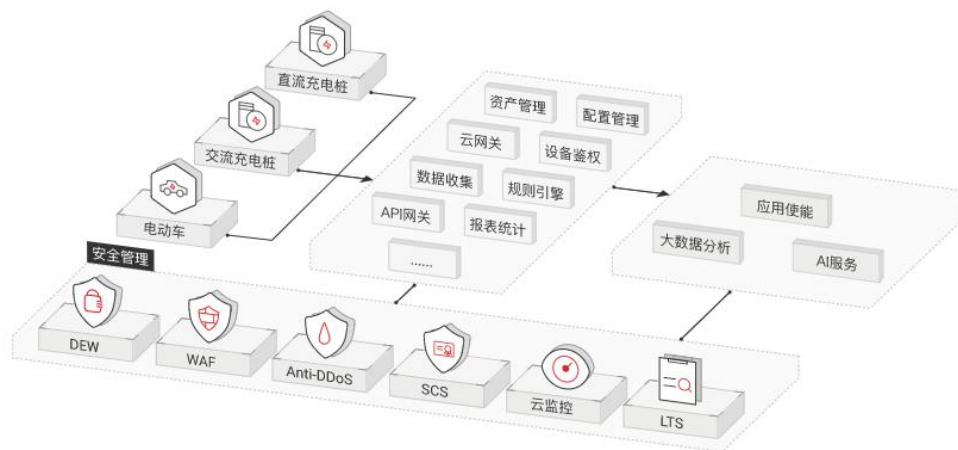 直流充电桩
交流充电桩
电动车
资产管理
配置管理
云网关
设备鉴权
数据收集
规则引擎
API网关
报表统计
......
应用使能
大数据分析
AI服务
安全管理
DEW
WAF
Anti-DDoS
SCS
云监控
LTS